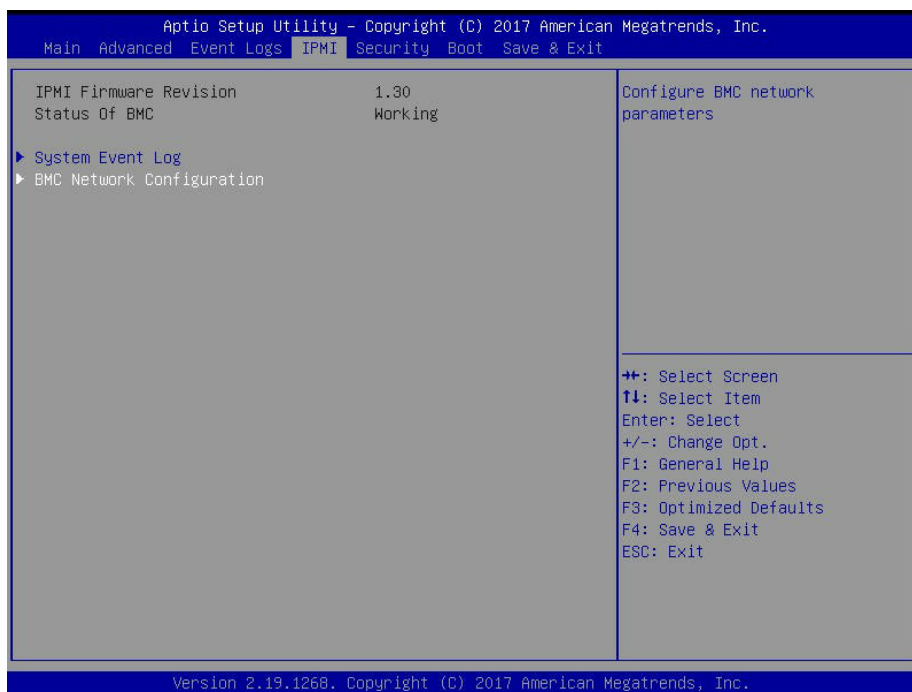 Aptio Setup Utility – Copyright (C) 2017 American Megatrends, Inc.
Main Advanced Event Logs IPMI Security Boot Save & Exit
IPMI Firmware Revision 1.30
Status Of BMC Working
System Event Log
BMC Network Configuration
Configure BMC network
parameters
→←: Select Screen
↑↓: Select Item
Enter: Select
+/-: Change Opt.
F1: General Help
F2: Previous Values
F3: Optimized Defaults
F4: Save & Exit
ESC: Exit
Version 2.19.1268. Copyright (C) 2017 American Megatrends, Inc.